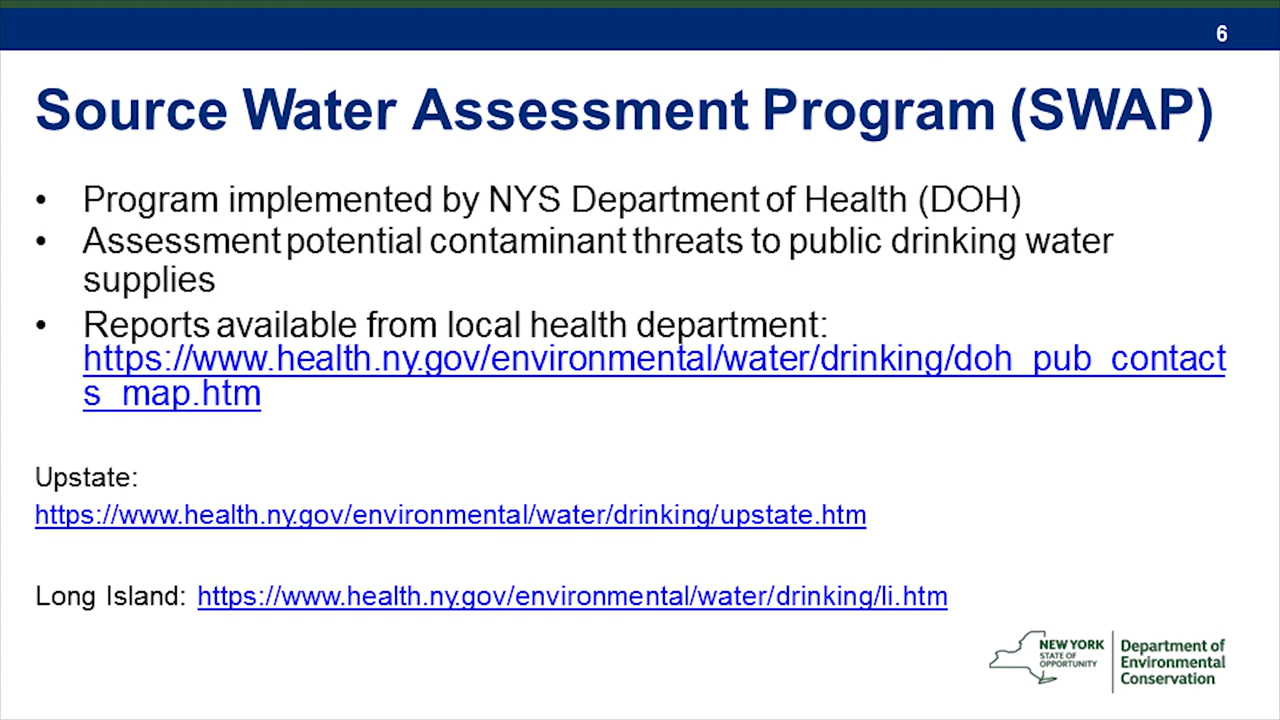 6
Source Water Assessment Program (SWAP)
• Program implemented by NYS Department of Health (DOH)
• Assessment potential contaminant threats to public drinking water
supplies
• Reports available from local health department:
https://www.health.ny.gov/environmental/water/drinking/doh_pub_contact
s_map.htm
Upstate:
https://www.health.ny.gov/environmental/water/drinking/upstate.htm
Long Island: https://www.health.ny.gov/environmental/water/drinking/li.htm
NEW YORK
STATE OF
OPPORTUNITY
Department of
Environmental
Conservation